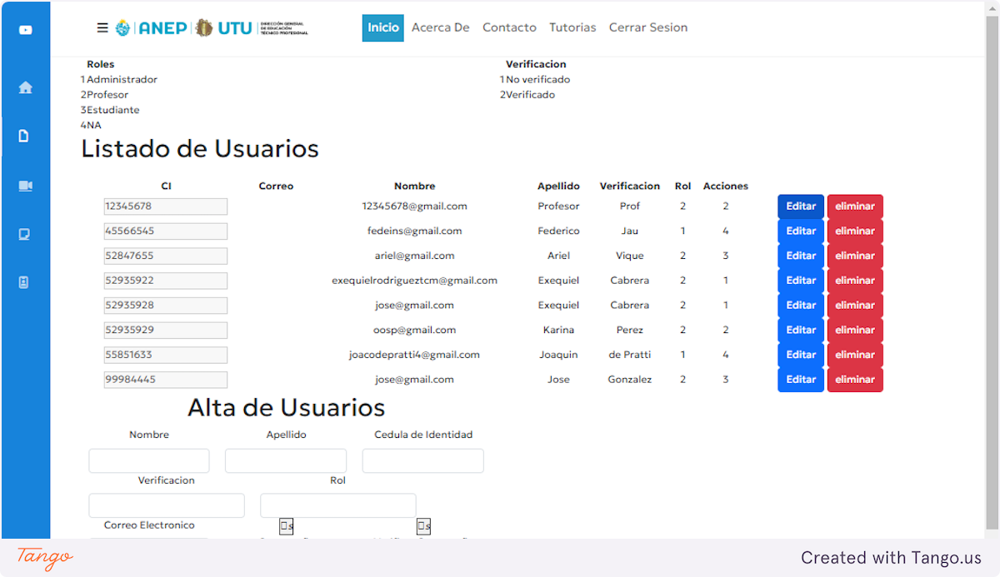 ANEP UTU DIRECCIÓN GENERAL DE EDUCACIÓN TÉCNICO PROFESIONAL
Inicio Acerca De Contacto Tutorias Cerrar Sesion
Roles Verificacion
1 Administrador 1 No verificado
2Profesor 2Verificado
3Estudiante
4NA
Listado de Usuarios
CI Correo Nombre Apellido Verificacion Rol Acciones
12345678 12345678@gmail.com Profesor Prof 2 2 Editar eliminar
45566545 fedeins@gmail.com Federico Jau 1 4 Editar eliminar
52847655 ariel@gmail.com Ariel Vique 2 3 Editar eliminar
52935922 exequielrodrigueztcm@gmail.com Exequiel Cabrera 2 1 Editar eliminar
52935928 jose@gmail.com Exequiel Cabrera 2 1 Editar eliminar
52935929 oosp@gmail.com Karina Perez 2 2 Editar eliminar
55851633 joacodepratti4@gmail.com Joaquin de Pratti 1 4 Editar eliminar
99984445 jose@gmail.com Jose Gonzalez 2 3 Editar eliminar
Alta de Usuarios
Nombre Apellido Cedula de Identidad
Verificacion Rol
Correo Electronico s s
Tango Created with Tango.us